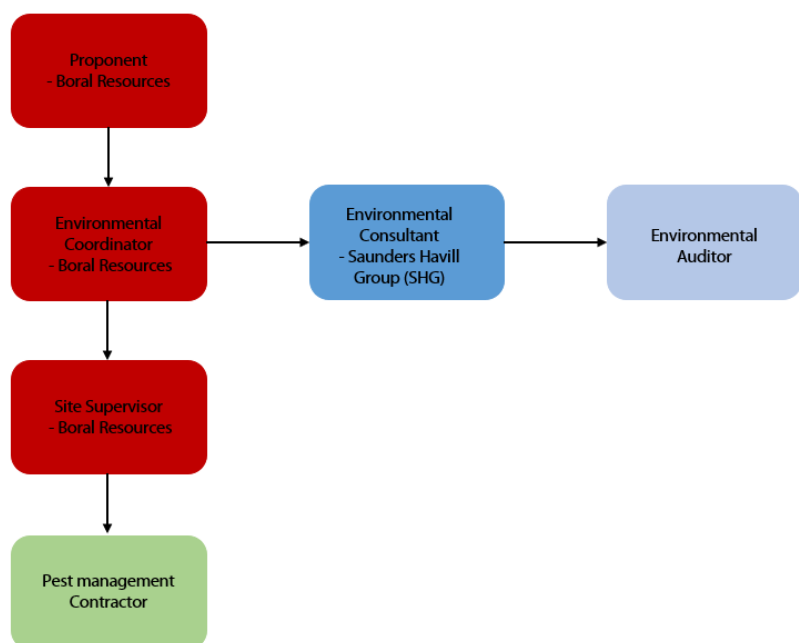 Proponent
- Boral Resources
Environmental
Coordinator
- Boral Resources
Environmental
Consultant
- Saunders Havill
Group (SHG)
Environmental
Auditor
Site Supervisor
- Boral Resources
Pest management
Contractor